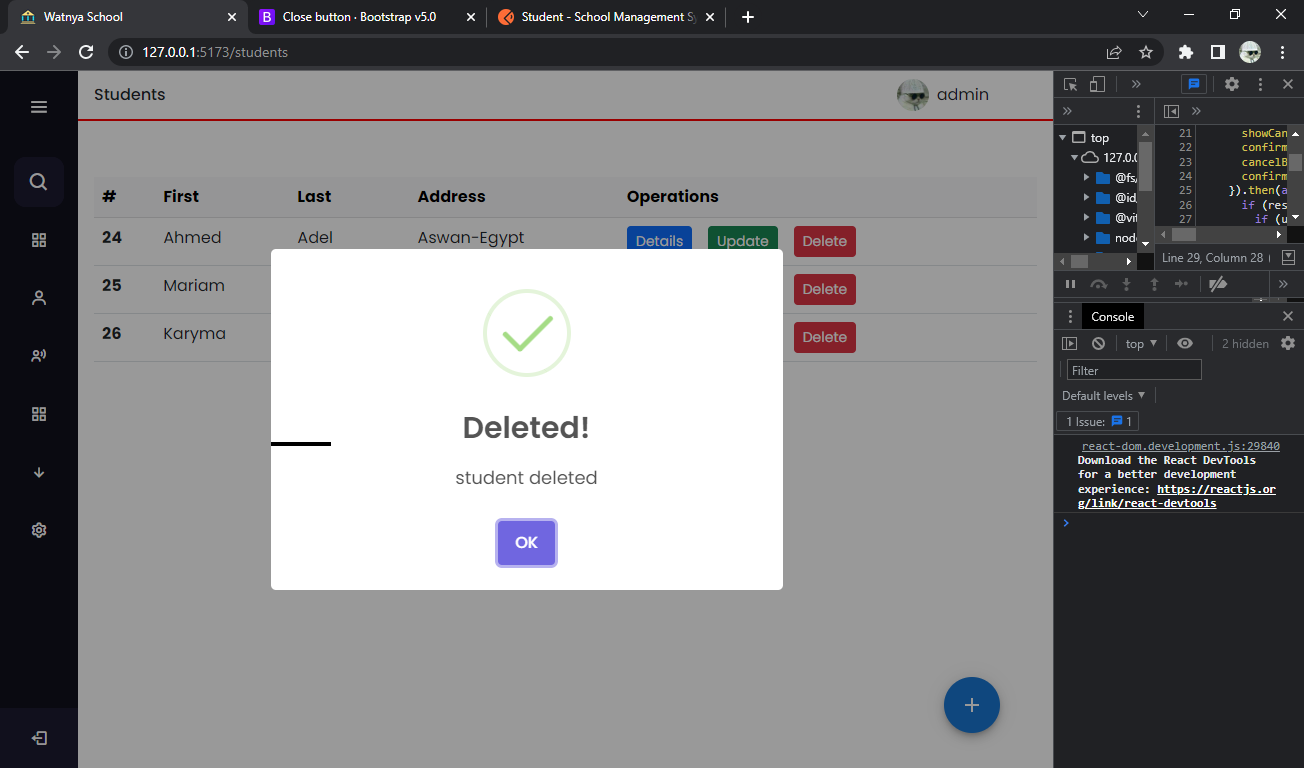 Watnya School
Close button · Bootstrap v5.0
Student - School Management Sy
127.0.0.1:5173/students
Students
admin
# First Last Address Operations
24 Ahmed Adel Aswan-Egypt Details Update Delete
25 Mariam Delete
26 Karyma Delete
Deleted!
student deleted
OK
+
top
127.0.0
@fs/
@id,
@vit
node
21 showCan
22 confirm
23 cancelB
24 confirm
25 }).then(a
26 if (res
27 if (u
Line 29, Column 28
Console
top
2 hidden
Filter
Default levels
1 Issue: 1
react-dom.development.js:29840
Download the React DevTools
for a better development
experience: https://reactjs.or
g/link/react-devtools